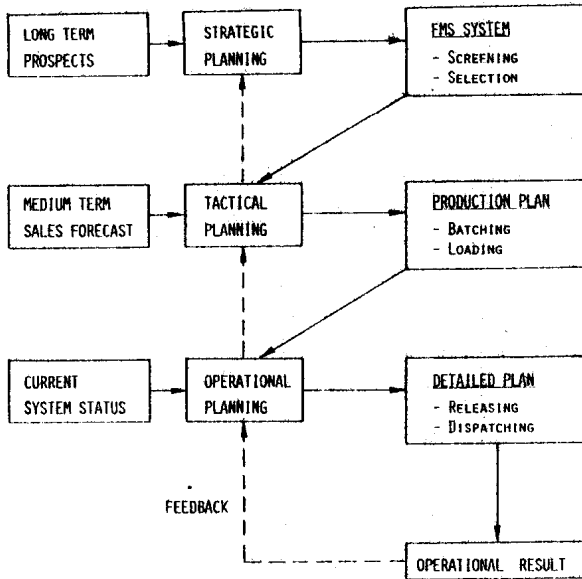 LONG TERM
PROSPECTS
STRATEGIC
PLANNING
FMS SYSTEM
- SCREENING
- SELECTION
MEDIUM TERM
SALES FORECAST
TACTICAL
PLANNING
PRODUCTION PLAN
- BATCHING
- LOADING
CURRENT
SYSTEM STATUS
OPERATIONAL
PLANNING
DETAILED PLAN
- RELEASING
- DISPATCHING
FEEDBACK
OPERATIONAL RESULT